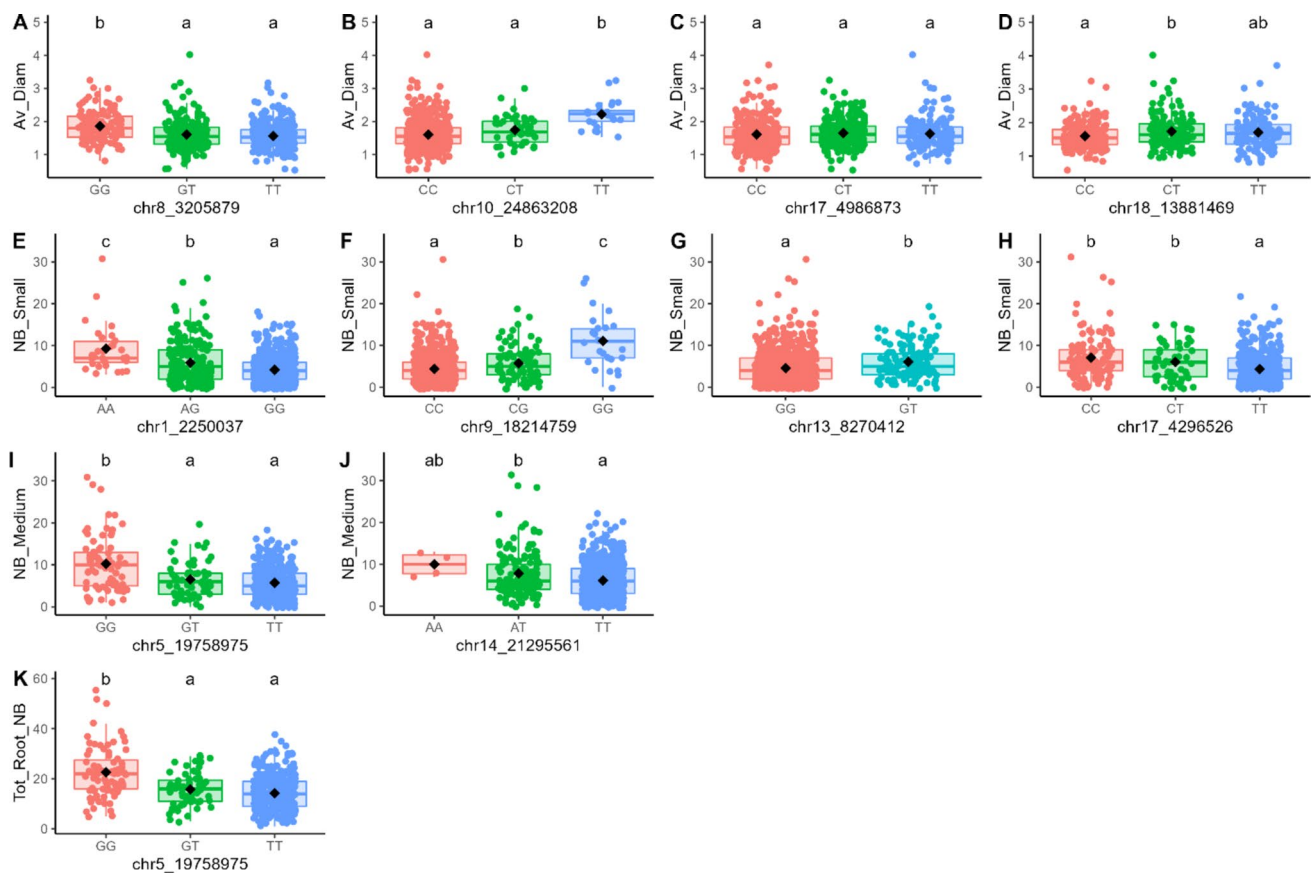 A b a a
5
4
3
2
1
Av_Diam
GG GT TT
chr8_3205879
B a a b
5
4
3
2
1
Av_Diam
CC CT TT
chr10_24863208
C a a a
5
4
3
2
1
Av_Diam
CC CT TT
chr17_4986873
D a b ab
5
4
3
2
1
Av_Diam
CC CT TT
chr18_13881469
E c b a
30
20
10
0
NB_Small
AA AG GG
chr1_2250037
F a b c
30
20
10
0
NB_Small
CC CG GG
chr9_18214759
G a b
30
20
10
0
NB_Small
GG GT
chr13_8270412
H b b a
30
20
10
0
NB_Small
CC CT TT
chr17_4296526
I b a a
30
20
10
0
NB_Medium
GG GT TT
chr5_19758975
J ab b a
30
20
10
0
NB_Medium
AA AT TT
chr14_21295561
K b a a
60
40
20
0
Tot_Root_NB
GG GT TT
chr5_19758975